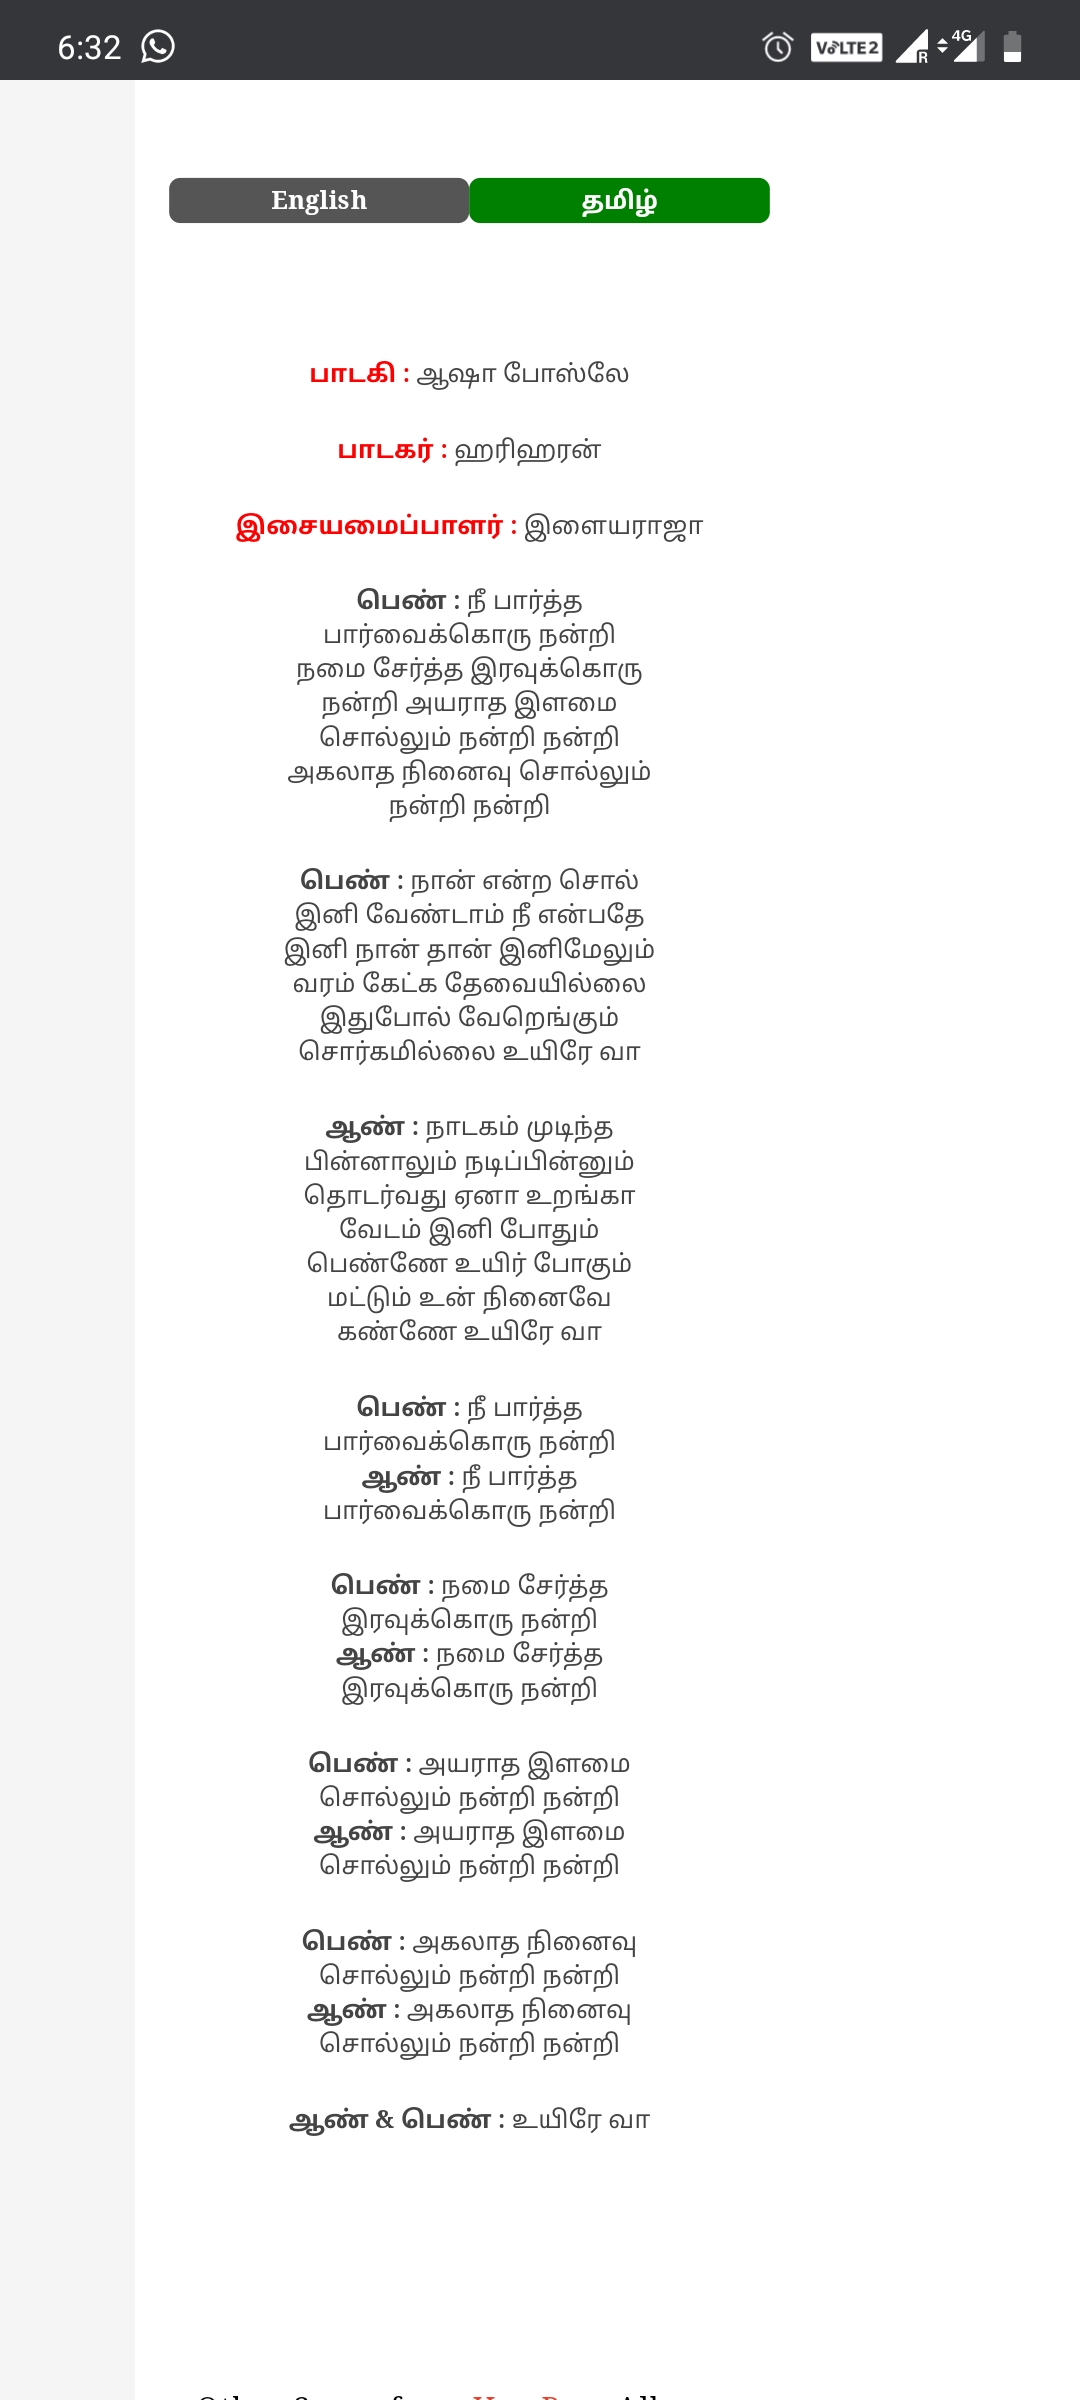 6:32 VoLTE2 R 4G
English தமிழ்
பாடகி : ஆஷா போஸ்லே
பாடகர் : ஹரிஹரன்
இசையமைப்பாளர் : இளையராஜா
பெண் : நீ பார்த்த
பார்வைக்கொரு நன்றி
நமை சேர்த்த இரவுக்கொரு
நன்றி அயராத இளமை
சொல்லும் நன்றி நன்றி
அகலாத நினைவு சொல்லும்
நன்றி நன்றி
பெண் : நான் என்ற சொல்
இனி வேண்டாம் நீ என்பதே
இனி நான் தான் இனிமேலும்
வரம் கேட்க தேவையில்லை
இதுபோல் வேறெங்கும்
சொர்கமில்லை உயிரே வா
ஆண் : நாடகம் முடிந்த
பின்னாலும் நடிப்பின்னும்
தொடர்வது ஏனா உறங்கா
வேடம் இனி போதும்
பெண்ணே உயிர் போகும்
மட்டும் உன் நினைவே
கண்ணே உயிரே வா
பெண் : நீ பார்த்த
பார்வைக்கொரு நன்றி
ஆண் : நீ பார்த்த
பார்வைக்கொரு நன்றி
பெண் : நமை சேர்த்த
இரவுக்கொரு நன்றி
ஆண் : நமை சேர்த்த
இரவுக்கொரு நன்றி
பெண் : அயராத இளமை
சொல்லும் நன்றி நன்றி
ஆண் : அயராத இளமை
சொல்லும் நன்றி நன்றி
பெண் : அகலாத நினைவு
சொல்லும் நன்றி நன்றி
ஆண் : அகலாத நினைவு
சொல்லும் நன்றி நன்றி
ஆண் & பெண் : உயிரே வா